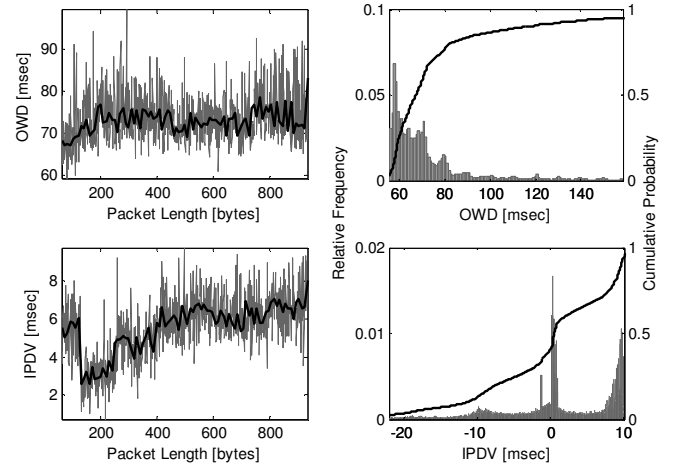 90
80
70
60
OWD [msec]
200 400 600 800
Packet Length [bytes]
0.1
0.05
0
1
0.5
0
60 80 100 120 140
OWD [msec]
Relative Frequency
Cumulative Probability
8
6
4
2
IPDV [msec]
200 400 600 800
Packet Length [bytes]
0.02
0.01
0
1
0.5
0
-20 -10 0 10
IPDV [msec]